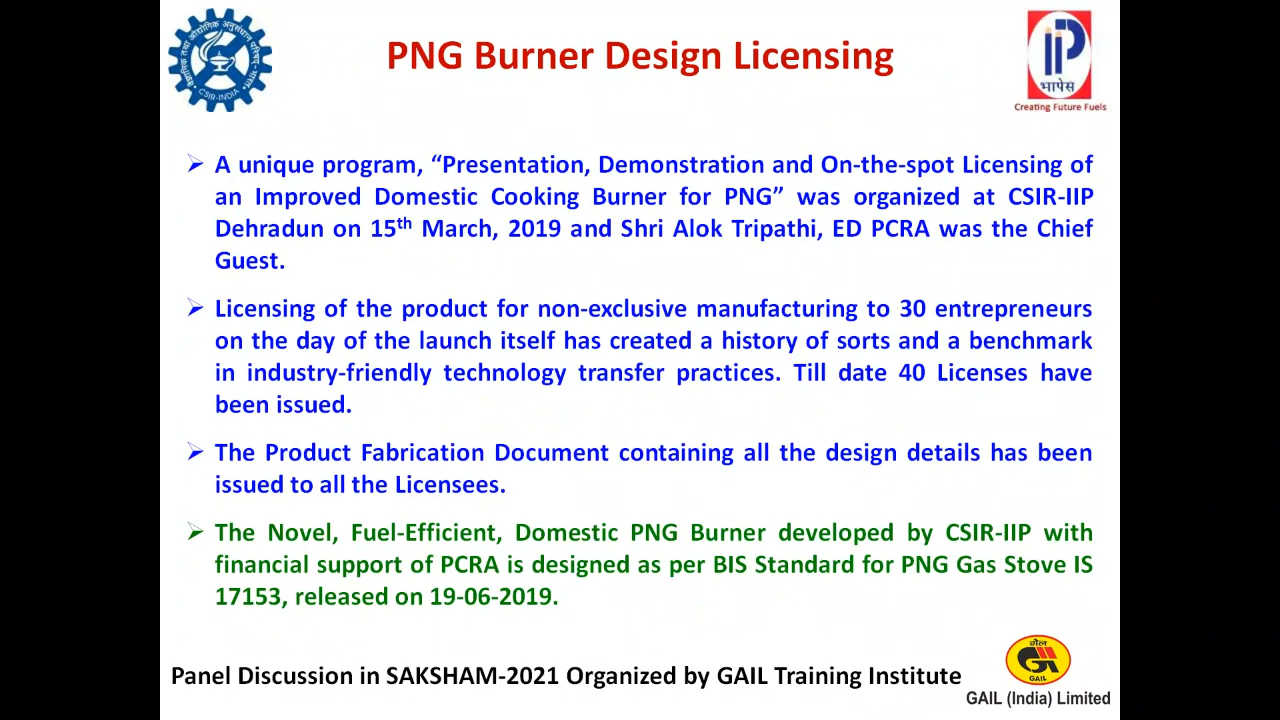 PNG Burner Design Licensing
CSIR-INDIA
IIP
भापेस
Creating Future Fuels
➢ A unique program, “Presentation, Demonstration and On-the-spot Licensing of
an Improved Domestic Cooking Burner for PNG” was organized at CSIR-IIP
Dehradun on 15th March, 2019 and Shri Alok Tripathi, ED PCRA was the Chief
Guest.
➢ Licensing of the product for non-exclusive manufacturing to 30 entrepreneurs
on the day of the launch itself has created a history of sorts and a benchmark
in industry-friendly technology transfer practices. Till date 40 Licenses have
been issued.
➢ The Product Fabrication Document containing all the design details has been
issued to all the Licensees.
➢ The Novel, Fuel-Efficient, Domestic PNG Burner developed by CSIR-IIP with
financial support of PCRA is designed as per BIS Standard for PNG Gas Stove IS
17153, released on 19-06-2019.
Panel Discussion in SAKSHAM-2021 Organized by GAIL Training Institute
गेल
GAIL
GAIL (India) Limited